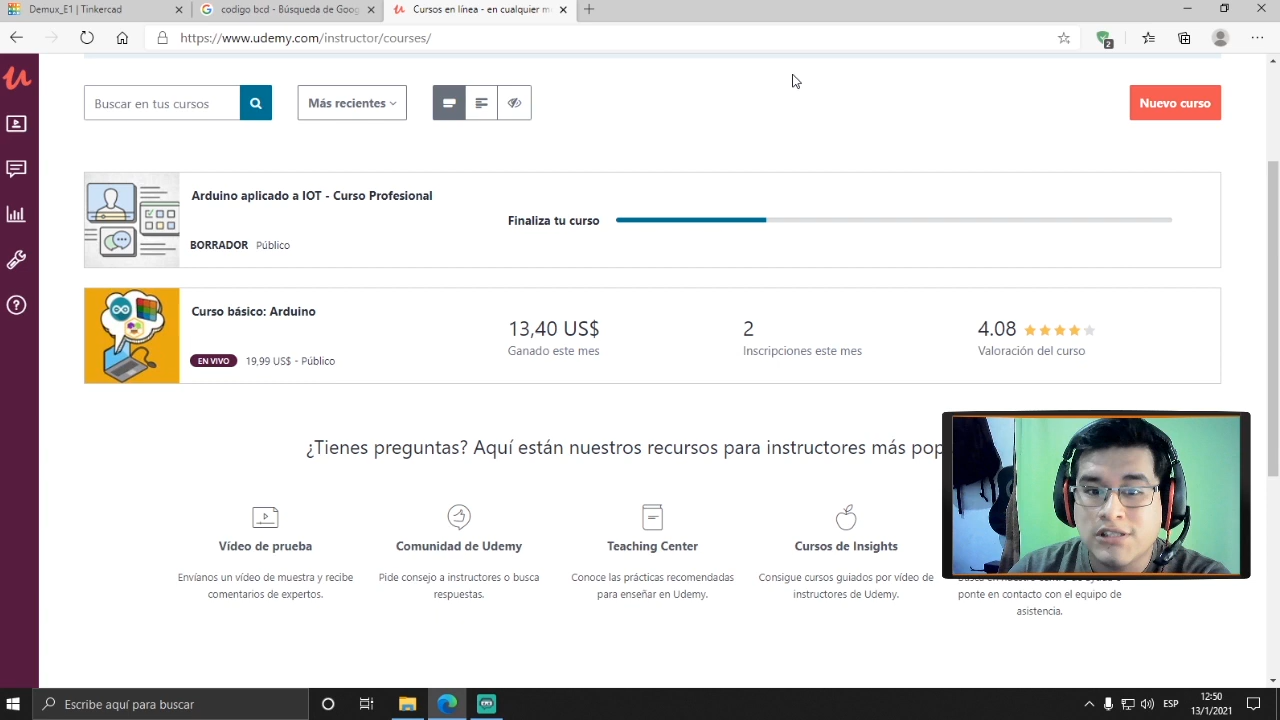 Demux_E1 | Tinkercad
codigo bcd - Búsqueda de Goog
Cursos en línea - en cualquier m
https://www.udemy.com/instructor/courses/
2
Buscar en tus cursos
Más recientes
Nuevo curso
Arduino aplicado a IOT - Curso Profesional
BORRADOR Público
Finaliza tu curso
Curso básico: Arduino
EN VIVO 19,99 US$ - Público
13,40 US$
Ganado este mes
2
Inscripciones este mes
4.08
Valoración del curso
¿Tienes preguntas? Aquí están nuestros recursos para instructores más pop
Vídeo de prueba
Envíanos un vídeo de muestra y recibe
comentarios de expertos.
Comunidad de Udemy
Pide consejo a instructores o busca
respuestas.
Teaching Center
Conoce las prácticas recomendadas
para enseñar en Udemy.
Cursos de Insights
Consigue cursos guiados por vídeo de
instructores de Udemy.
ponte en contacto con el equipo de
asistencia.
Escribe aquí para buscar
ESP
12:50
13/1/2021